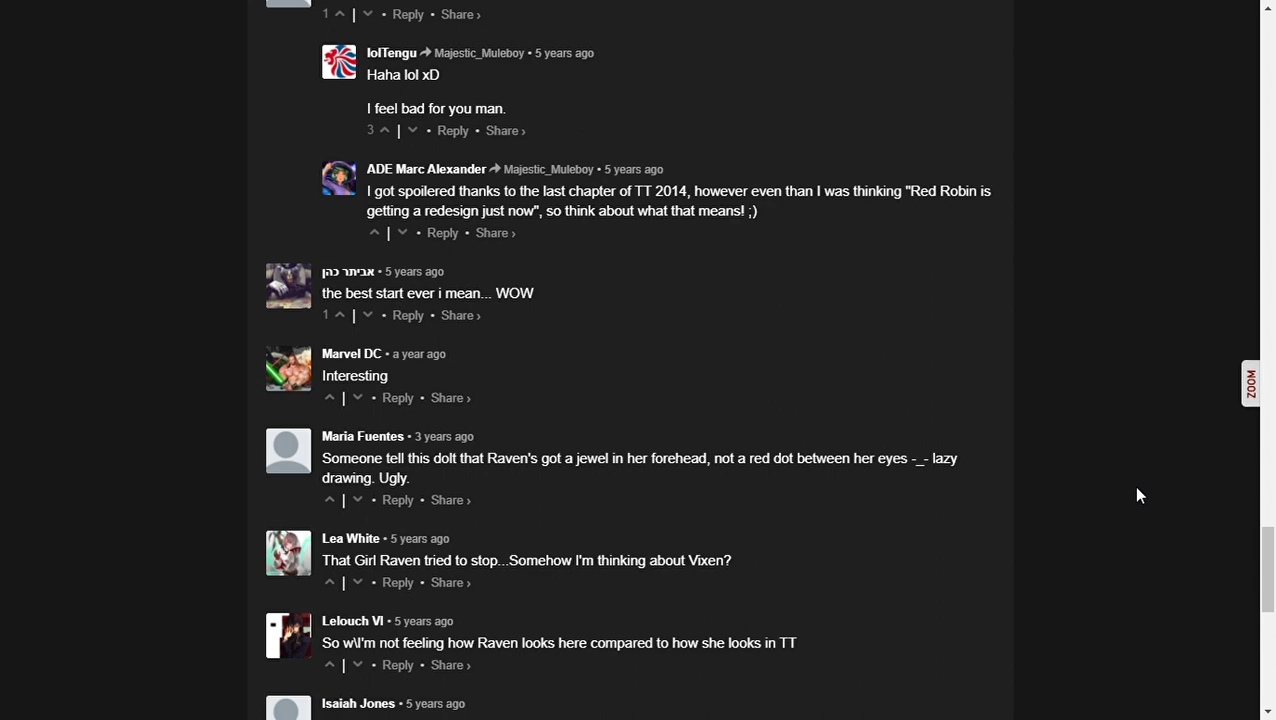 1 | • Reply • Share ›
lolTengu Majestic_Muleboy • 5 years ago
Haha lol xD
I feel bad for you man.
3 | • Reply • Share ›
ADE Marc Alexander Majestic_Muleboy • 5 years ago
I got spoilered thanks to the last chapter of TT 2014, however even than I was thinking "Red Robin is
getting a redesign just now", so think about what that means! ;)
| • Reply • Share ›
אביתר כהן • 5 years ago
the best start ever i mean... WOW
1 | • Reply • Share ›
Marvel DC • a year ago
Interesting
| • Reply • Share ›
ZOOM
Maria Fuentes • 3 years ago
Someone tell this dolt that Raven's got a jewel in her forehead, not a red dot between her eyes -_- lazy
drawing. Ugly.
| • Reply • Share ›
Lea White • 5 years ago
That Girl Raven tried to stop...Somehow I'm thinking about Vixen?
| • Reply • Share ›
Lelouch VI • 5 years ago
So w\I'm not feeling how Raven looks here compared to how she looks in TT
| • Reply • Share ›
Isaiah Jones • 5 years ago